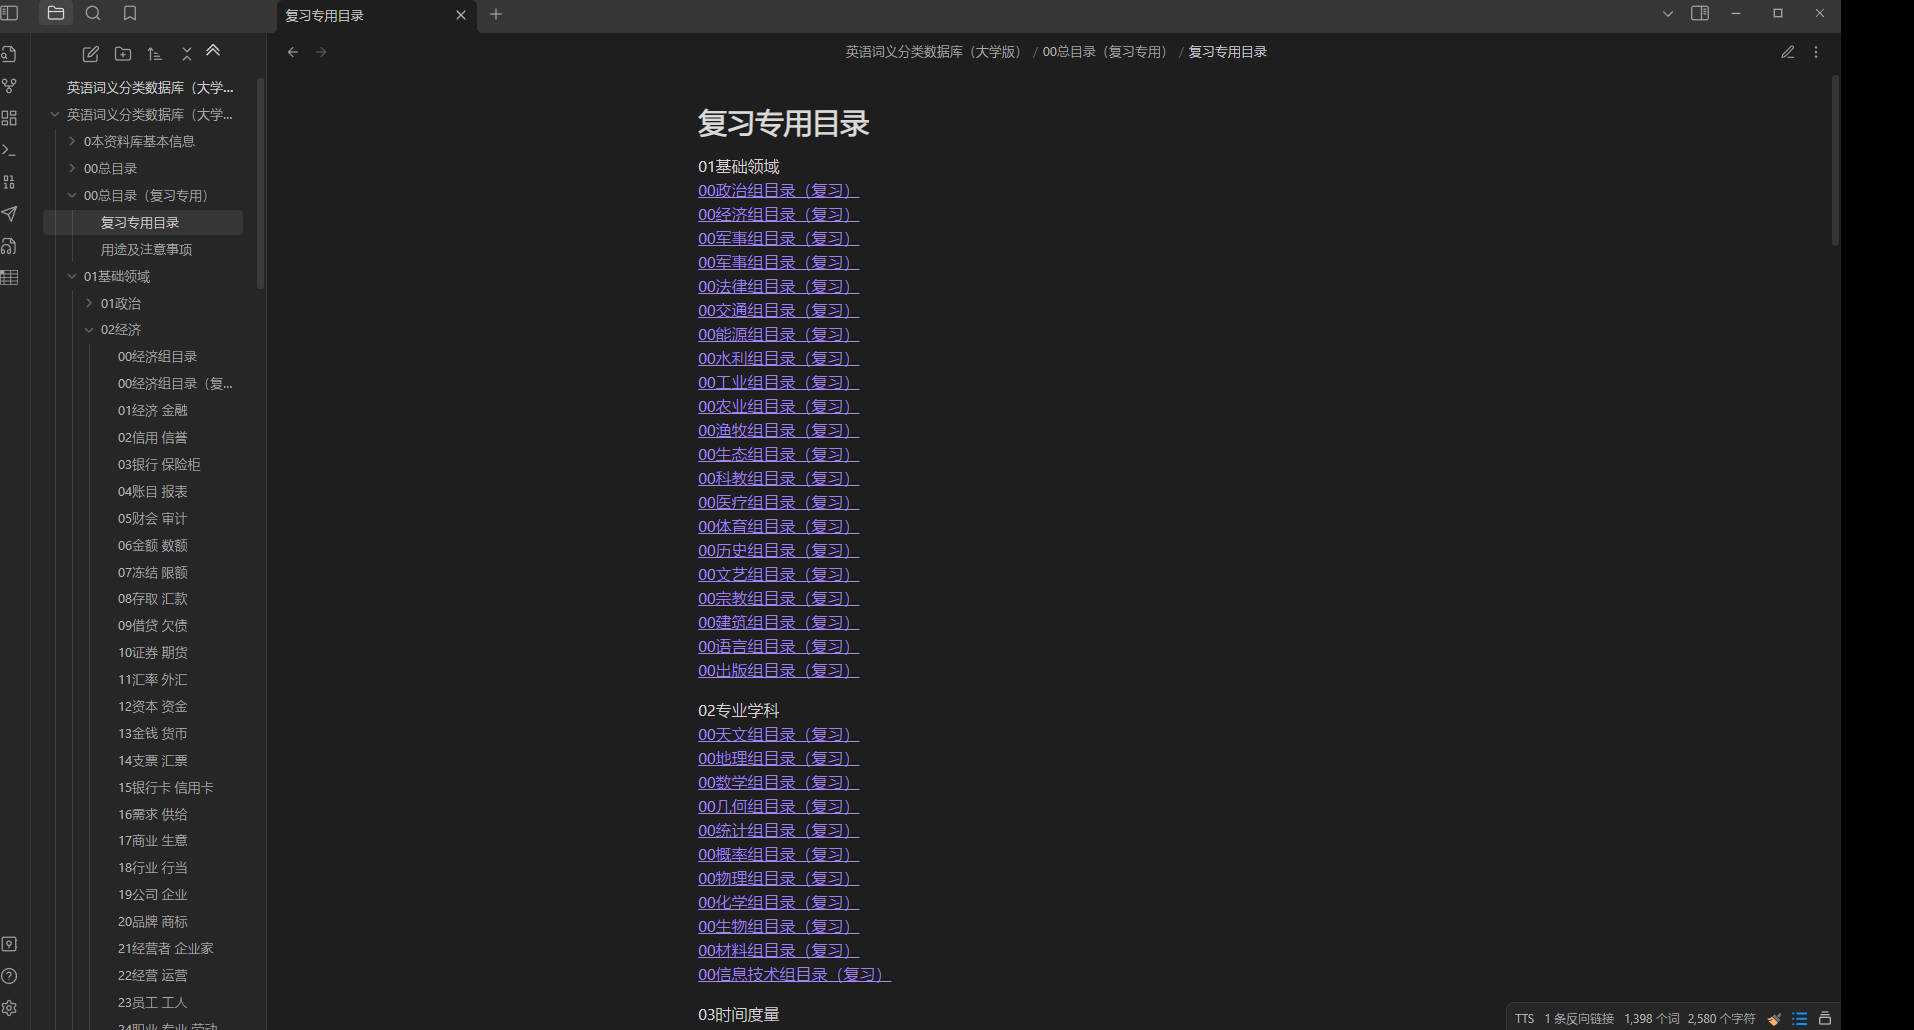 复习专用目录
英语词义分类数据库（大学版） / 00总目录（复习专用） / 复习专用目录
英语词义分类数据库（大学...
英语词义分类数据库（大学...
0本资料库基本信息
00总目录
00总目录（复习专用）
复习专用目录
用途及注意事项
01基础领域
01政治
02经济
00经济组目录
00经济组目录（复...
01经济 金融
02信用 信誉
03银行 保险柜
04账目 报表
05财会 审计
06金额 数额
07冻结 限额
08存取 汇款
09借贷 欠债
10证券 期货
11汇率 外汇
12资本 资金
13金钱 货币
14支票 汇票
15银行卡 信用卡
16需求 供给
17商业 生意
18行业 行当
19公司 企业
20品牌 商标
21经营者 企业家
22经营 运营
23员工 工人
24职业 专业 劳动
复习专用目录
01基础领域
00政治组目录（复习）
00经济组目录（复习）
00军事组目录（复习）
00军事组目录（复习）
00法律组目录（复习）
00交通组目录（复习）
00能源组目录（复习）
00水利组目录（复习）
00工业组目录（复习）
00农业组目录（复习）
00渔牧组目录（复习）
00生态组目录（复习）
00科教组目录（复习）
00医疗组目录（复习）
00体育组目录（复习）
00历史组目录（复习）
00文艺组目录（复习）
00宗教组目录（复习）
00建筑组目录（复习）
00语言组目录（复习）
00出版组目录（复习）
02专业学科
00天文组目录（复习）
00地理组目录（复习）
00数学组目录（复习）
00几何组目录（复习）
00统计组目录（复习）
00概率组目录（复习）
00物理组目录（复习）
00化学组目录（复习）
00生物组目录（复习）
00材料组目录（复习）
00信息技术组目录（复习）
03时间度量
TTS 1 条反向链接 1,398 个词 2,580 个字符